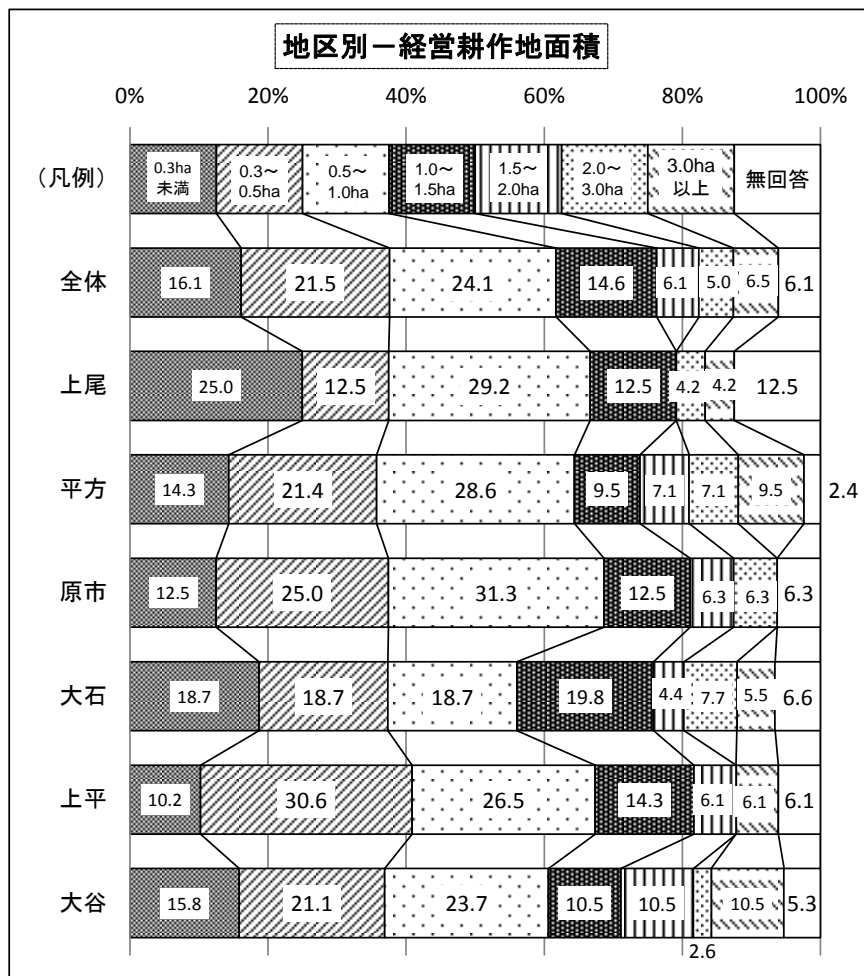 地区別－経営耕作地面積
0% 20% 40% 60% 80% 100%
(凡例) 0.3ha未満 0.3～0.5ha 0.5～1.0ha 1.0～1.5ha 1.5～2.0ha 2.0～3.0ha 3.0ha以上 無回答
全体 16.1 21.5 24.1 14.6 6.1 5.0 6.5 6.1
上尾 25.0 12.5 29.2 12.5 4.2 4.2 12.5
平方 14.3 21.4 28.6 9.5 7.1 7.1 9.5 2.4
原市 12.5 25.0 31.3 12.5 6.3 6.3 6.3
大石 18.7 18.7 18.7 19.8 4.4 7.7 5.5 6.6
上平 10.2 30.6 26.5 14.3 6.1 6.1 6.1
大谷 15.8 21.1 23.7 10.5 10.5 10.5 5.3
2.6